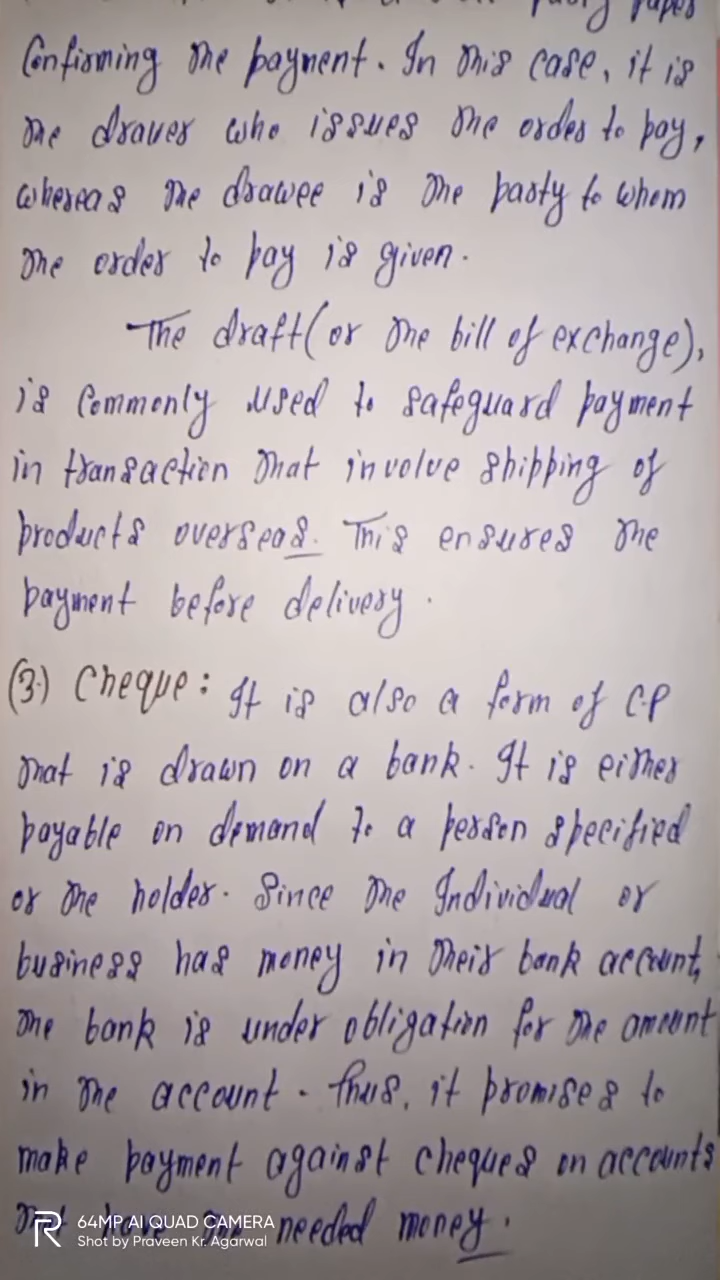 party paper
Confirming the payment. In this case, it is
the drawer who issues the order to pay,
whereas the drawee is the party to whom
the order to pay is given.
The draft (or the bill of exchange),
is commonly used to safeguard payment
in transaction that involve shipping of
products overseas. This ensures the
payment before delivery.
(3.) Cheque: It is also a form of C.P
that is drawn on a bank. It is either
payable on demand to a person specified
or the holder. Since the Individual or
business has money in their bank account,
the bank is under obligation for the amount
in the account. Thus, it promises to
make payment against cheques on accounts
that have the needed money.
64MP AI QUAD CAMERA
Shot by Praveen Kr. Agarwal